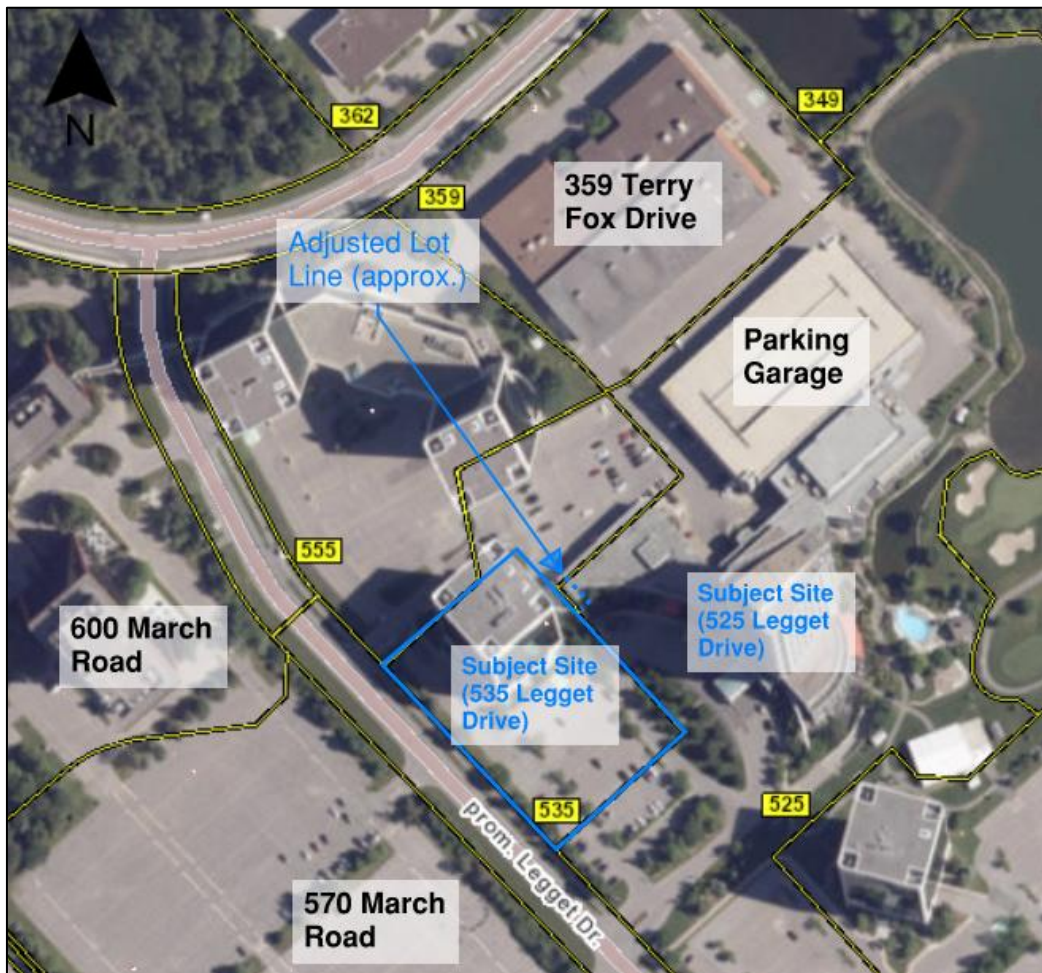 N
362
349
359
359 Terry
Fox Drive
Adjusted Lot
Line (approx.)
Parking
Garage
555
600 March
Road
Subject Site
(525 Legget
Drive)
Subject Site
(535 Legget
Drive)
535
525
prom. Legget Dr.
570 March
Road